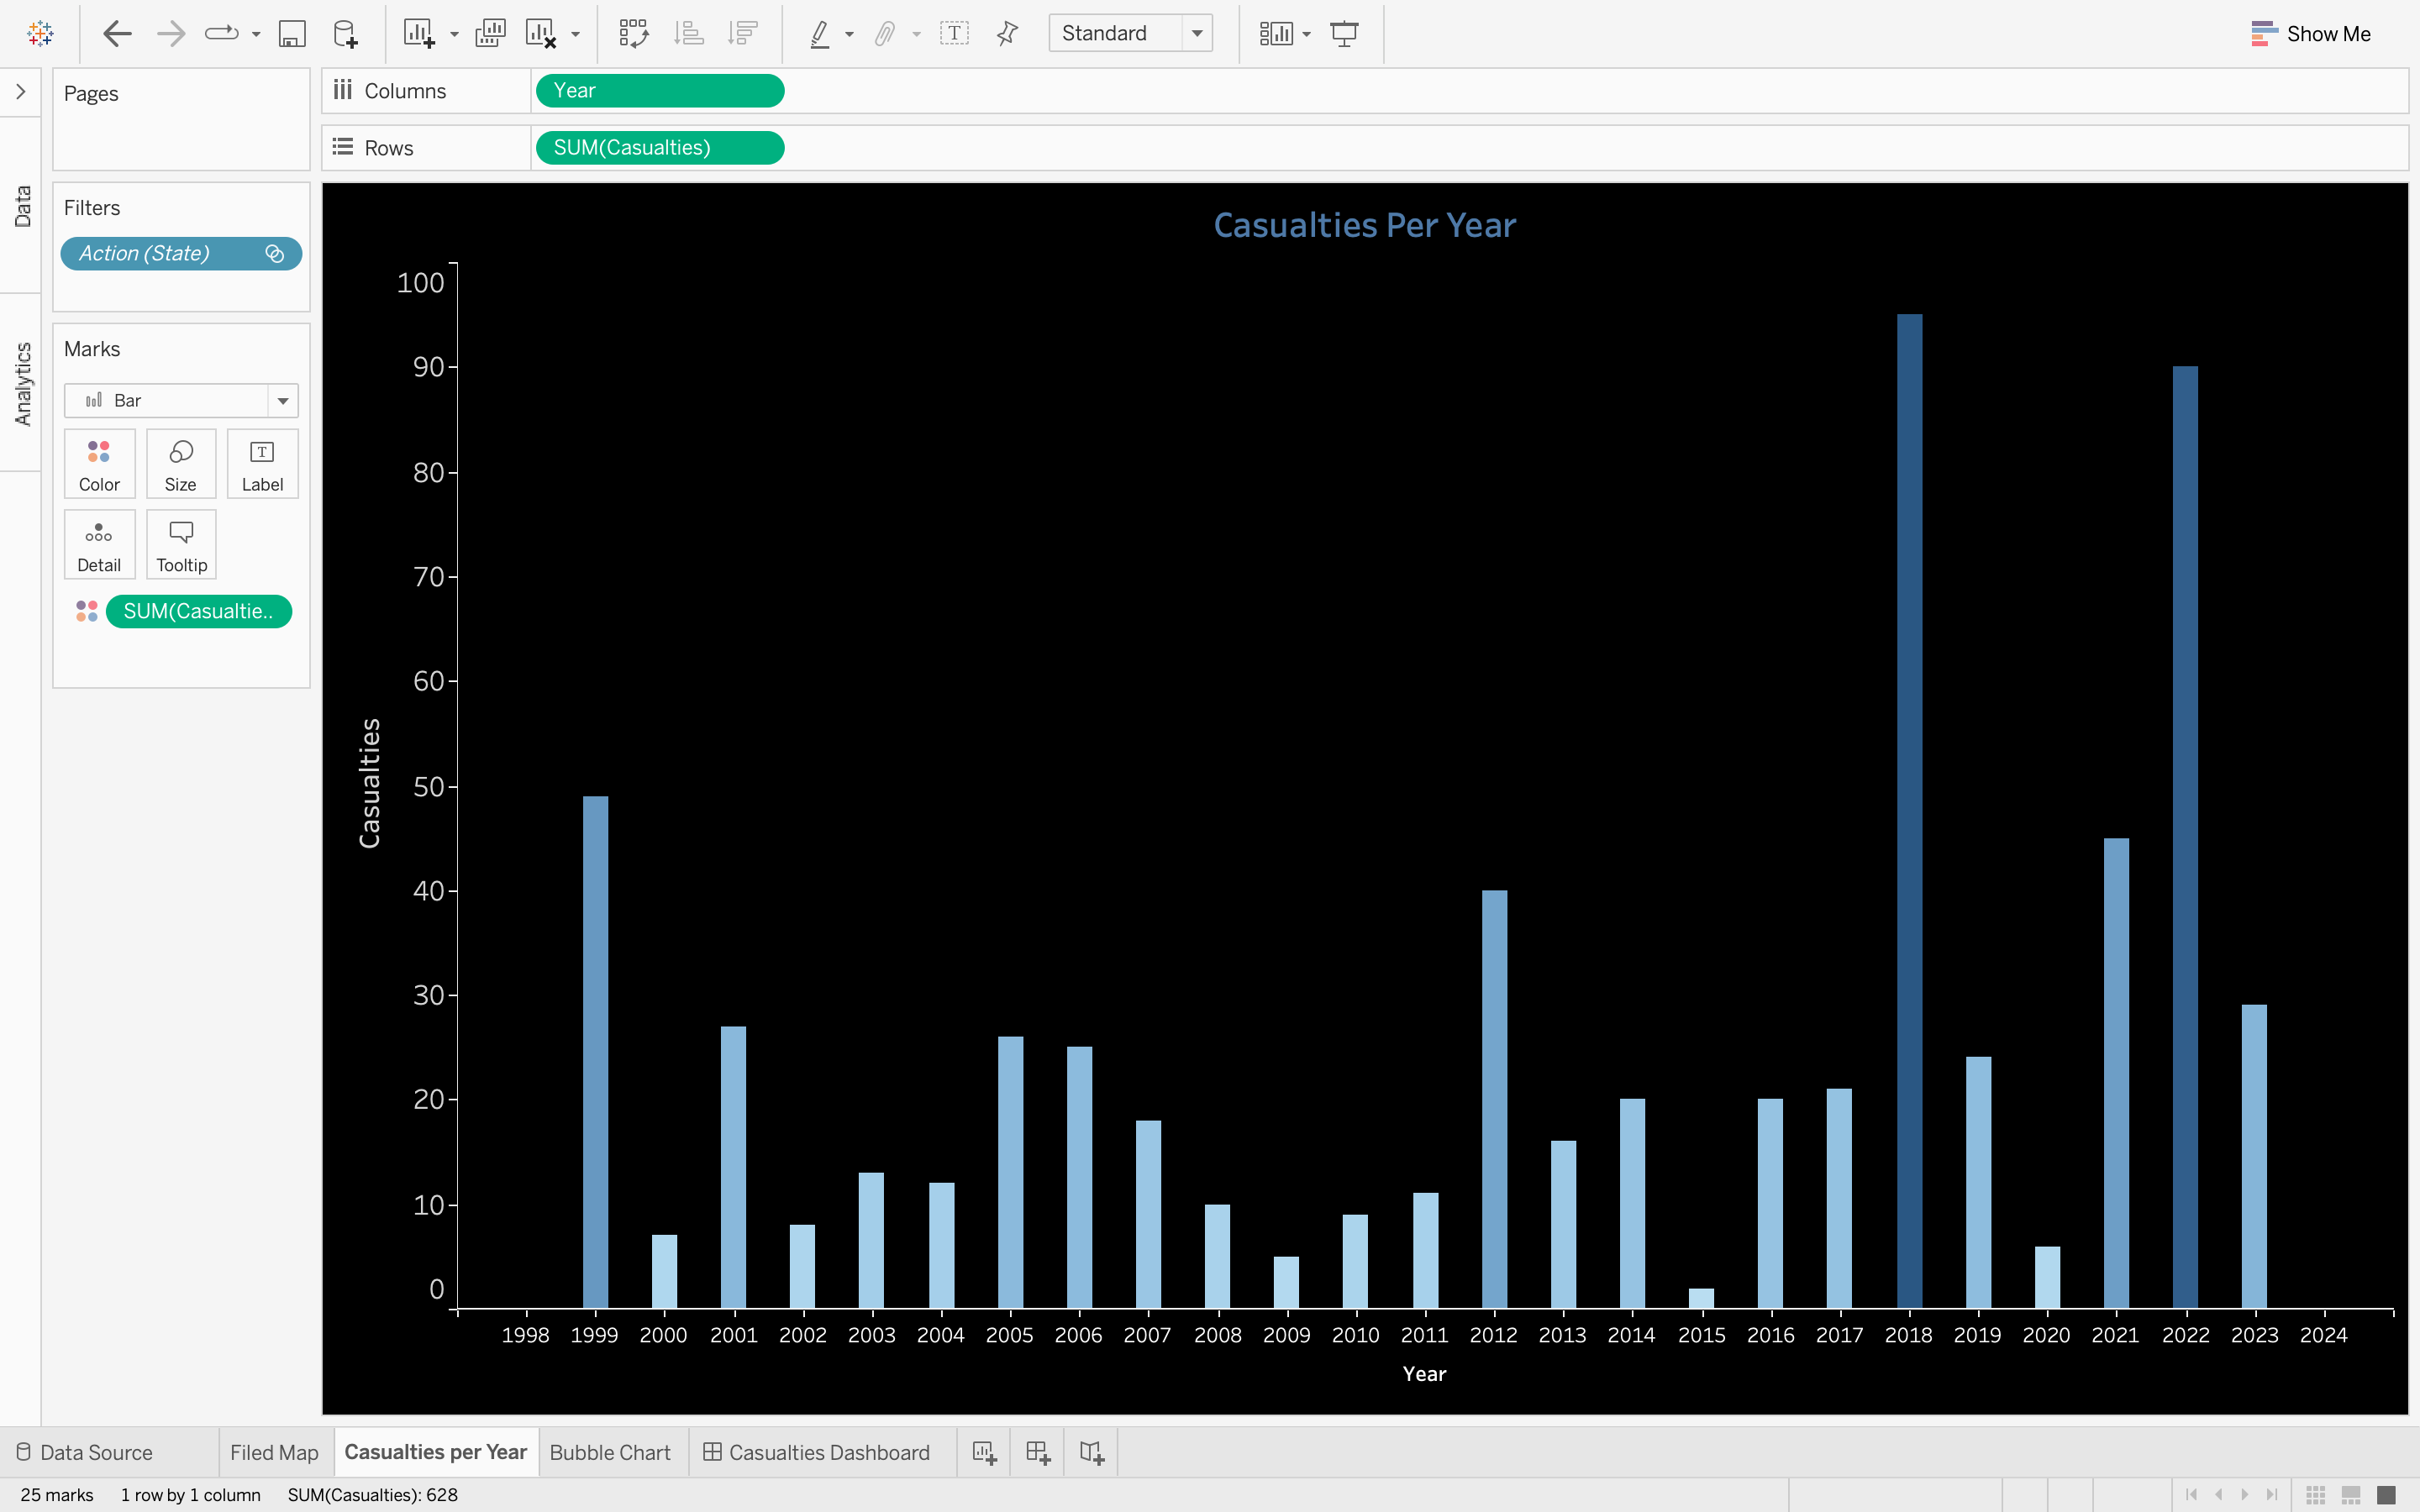 Standard
Show Me
Pages
Columns
Year
Rows
SUM(Casualties)
Data
Analytics
Filters
Action (State)
Marks
Bar
Color
Size
T
Label
Detail
Tooltip
SUM(Casualtie..
Casualties Per Year
Casualties
100
90
80
70
60
50
40
30
20
10
0
1998 1999 2000 2001 2002 2003 2004 2005 2006 2007 2008 2009 2010 2011 2012 2013 2014 2015 2016 2017 2018 2019 2020 2021 2022 2023 2024
Year
Data Source
Filed Map
Casualties per Year
Bubble Chart
Casualties Dashboard
25 marks 1 row by 1 column SUM(Casualties): 628